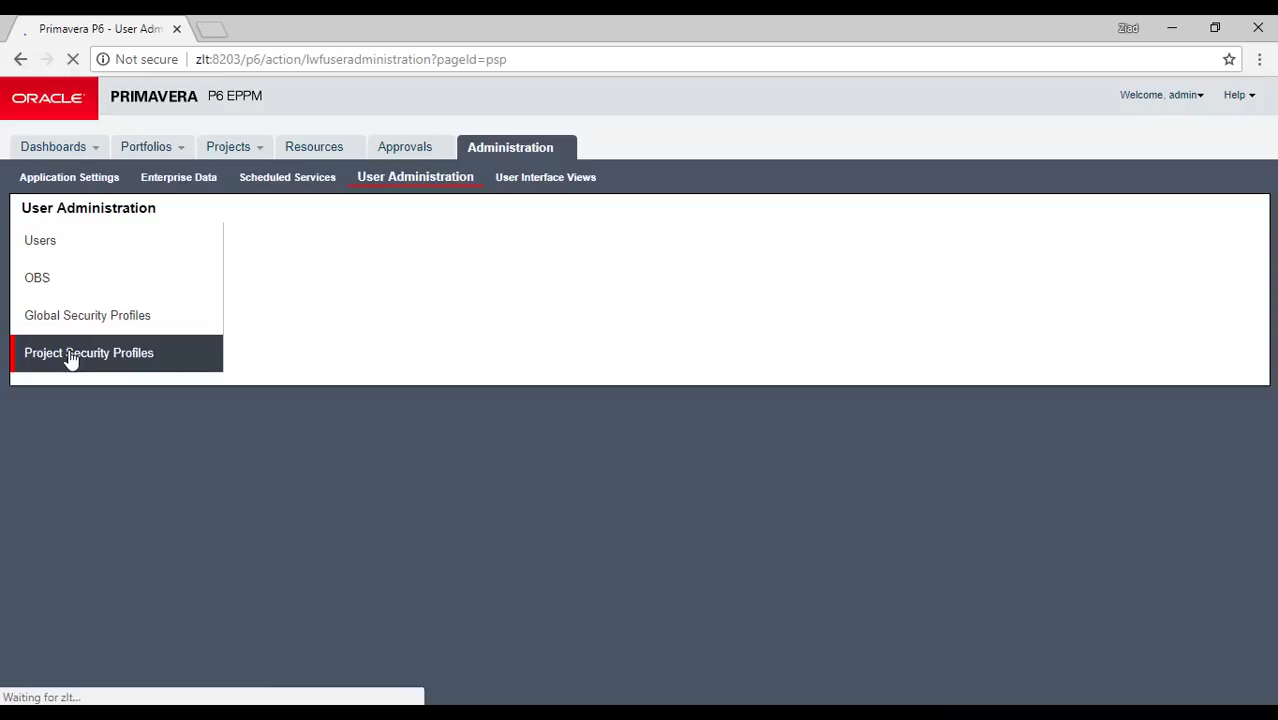 Primavera P6 - User Adm
Ziad
Not secure
zlt:8203/p6/action/lwfuseradministration?pageId=psp
ORACLE
PRIMAVERA P6 EPPM
Welcome, admin
Help
Dashboards
Portfolios
Projects
Resources
Approvals
Administration
Application Settings
Enterprise Data
Scheduled Services
User Administration
User Interface Views
User Administration
Users
OBS
Global Security Profiles
Project Security Profiles
Waiting for zlt...